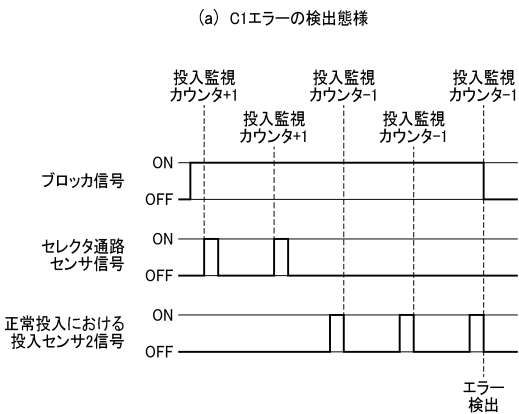 (a) C1エラーの検出態様
投入監視
カウンタ+1
投入監視
カウンタ-1
投入監視
カウンタ-1
投入監視
カウンタ+1
投入監視
カウンタ-1
ブロッカ信号
ON
OFF
セレクタ通路
センサ信号
ON
OFF
正常投入における
投入センサ2信号
ON
OFF
エラー
検出